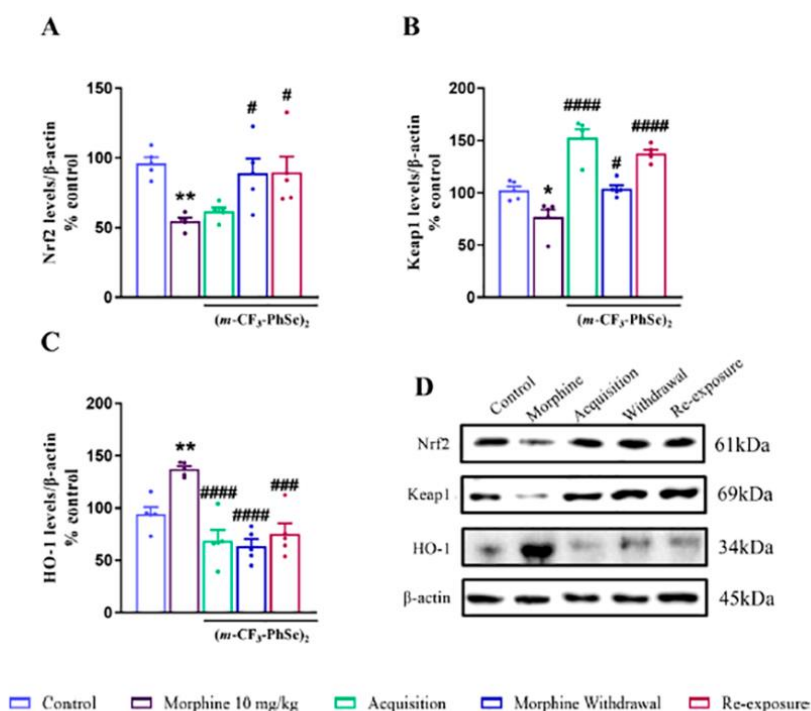 A
Nrf2 levels/β-actin
% control
150
100
50
0
**
#
#
(m-CF3-PhSe)2
B
Keap1 levels/β-actin
% control
200
150
100
50
0
*
####
#
####
(m-CF3-PhSe)2
C
HO-1 levels/β-actin
% control
200
150
100
50
0
**
####
####
###
(m-CF3-PhSe)2
D
Control
Morphine
Acquisition
Withdrawal
Re-exposure
Nrf2 61kDa
Keap1 69kDa
HO-1 34kDa
β-actin 45kDa
Control Morphine 10 mg/kg Acquisition Morphine Withdrawal Re-exposure